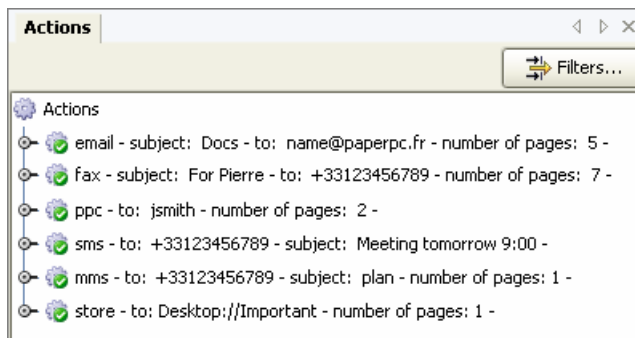 Actions
Filters...
Actions
email - subject: Docs - to: name@paperpc.fr - number of pages: 5 -
fax - subject: For Pierre - to: +33123456789 - number of pages: 7 -
ppc - to: jsmith - number of pages: 2 -
sms - to: +33123456789 - subject: Meeting tomorrow 9:00 -
mms - to: +33123456789 - subject: plan - number of pages: 1 -
store - to: Desktop://Important - number of pages: 1 -